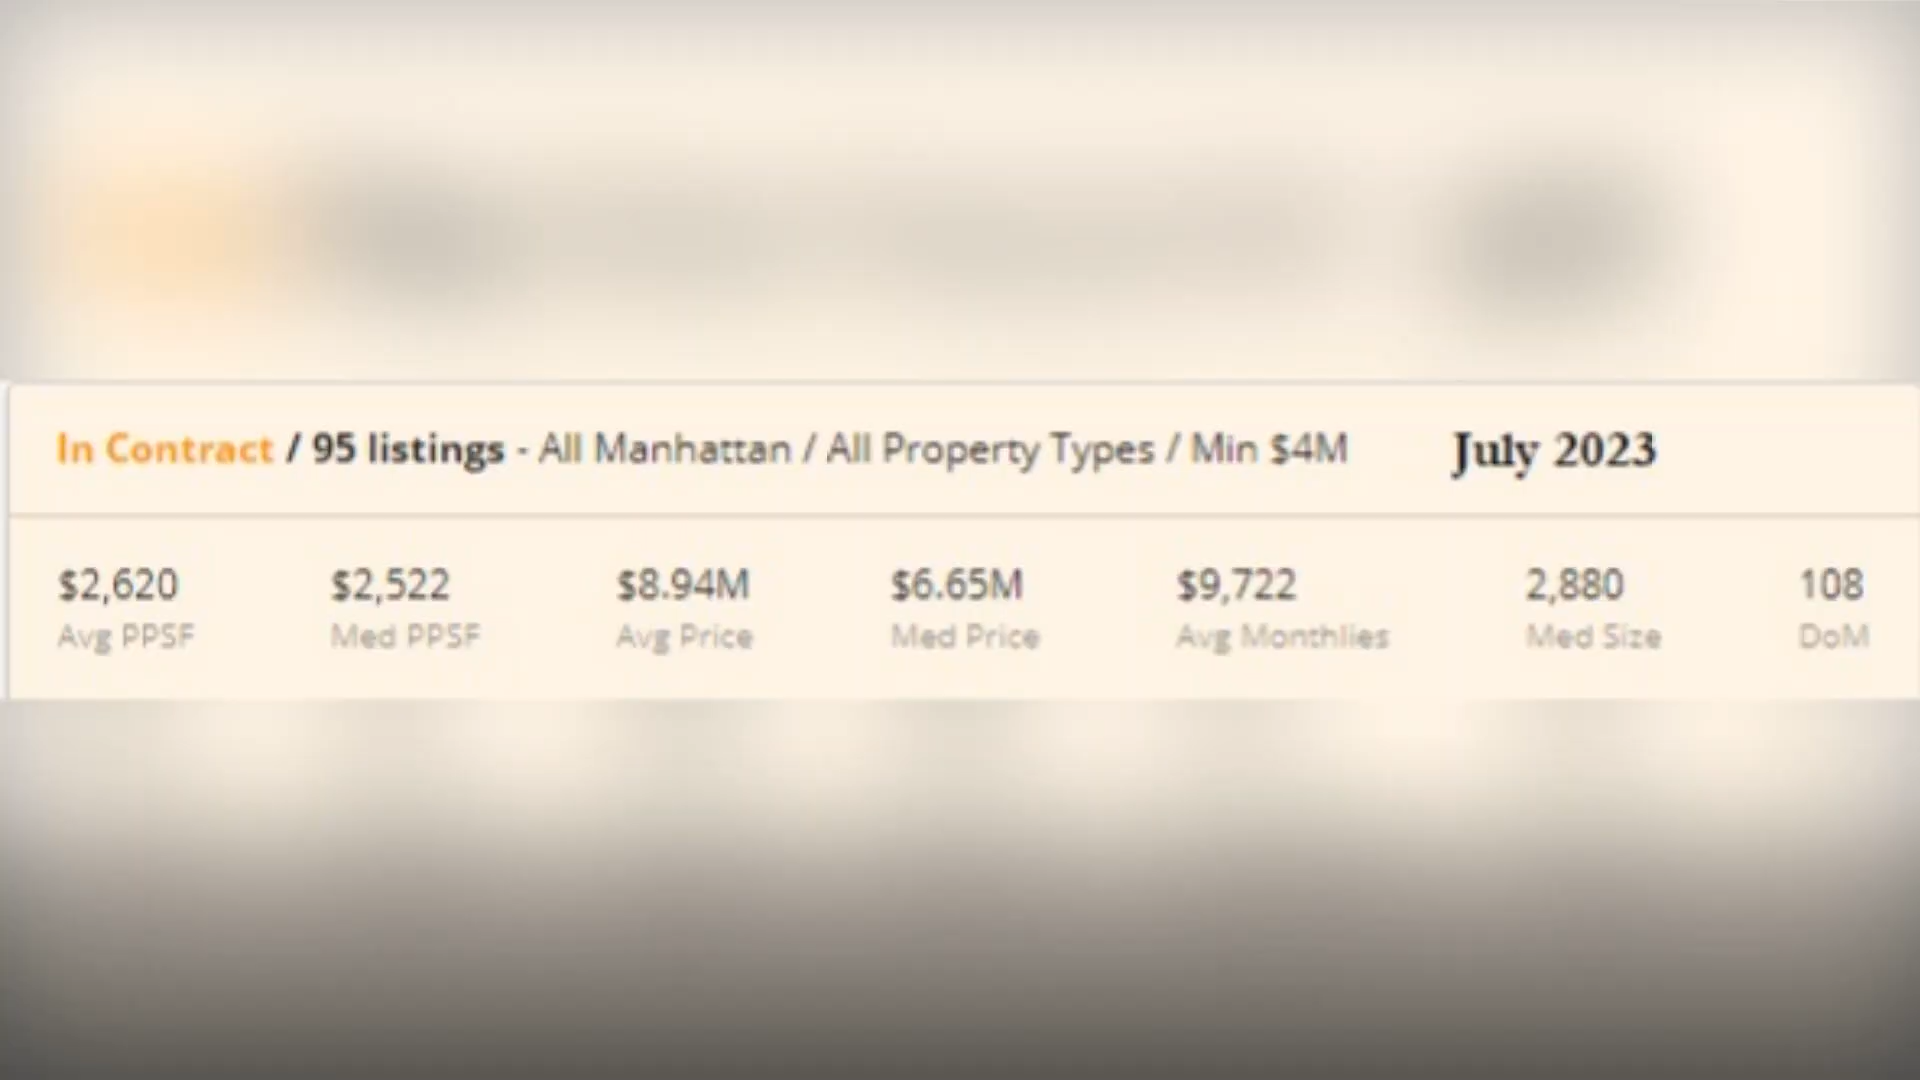 In Contract / 95 listings - All Manhattan / All Property Types / Min $4M July 2023
$2,620 $2,522 $8.94M $6.65M $9,722 2,880 108
Avg PPSF Med PPSF Avg Price Med Price Avg Monthlies Med Size DoM